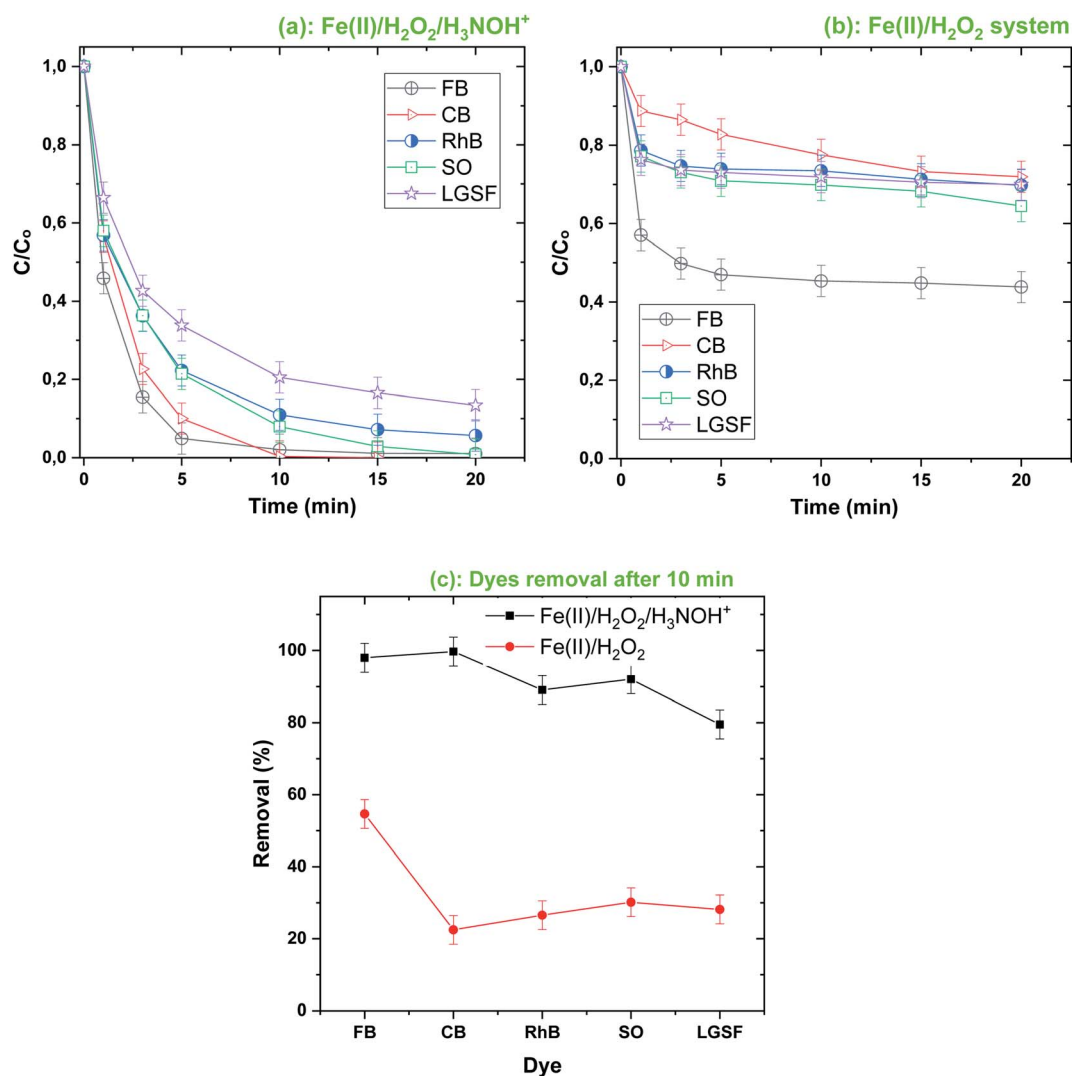 (a): Fe(II)/H₂O₂/H₃NOH⁺
1,0
0,8
0,6
0,4
0,2
0,0
C/C₀
0
5
10
15
20
Time (min)
FB
CB
RhB
SO
LGSF
(b): Fe(II)/H₂O₂ system
1,0
0,8
0,6
0,4
0,2
0,0
C/C₀
0
5
10
15
20
Time (min)
FB
CB
RhB
SO
LGSF
(c): Dyes removal after 10 min
Fe(II)/H₂O₂/H₃NOH⁺
Fe(II)/H₂O₂
100
80
60
40
20
0
Removal (%)
FB
CB
RhB
SO
LGSF
Dye